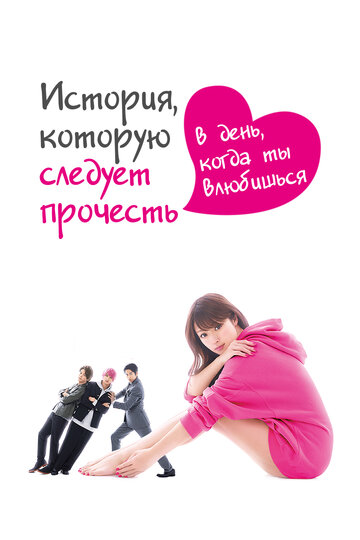 История,
которую
следует
прочесть
в день,
когда ты
влюбишься